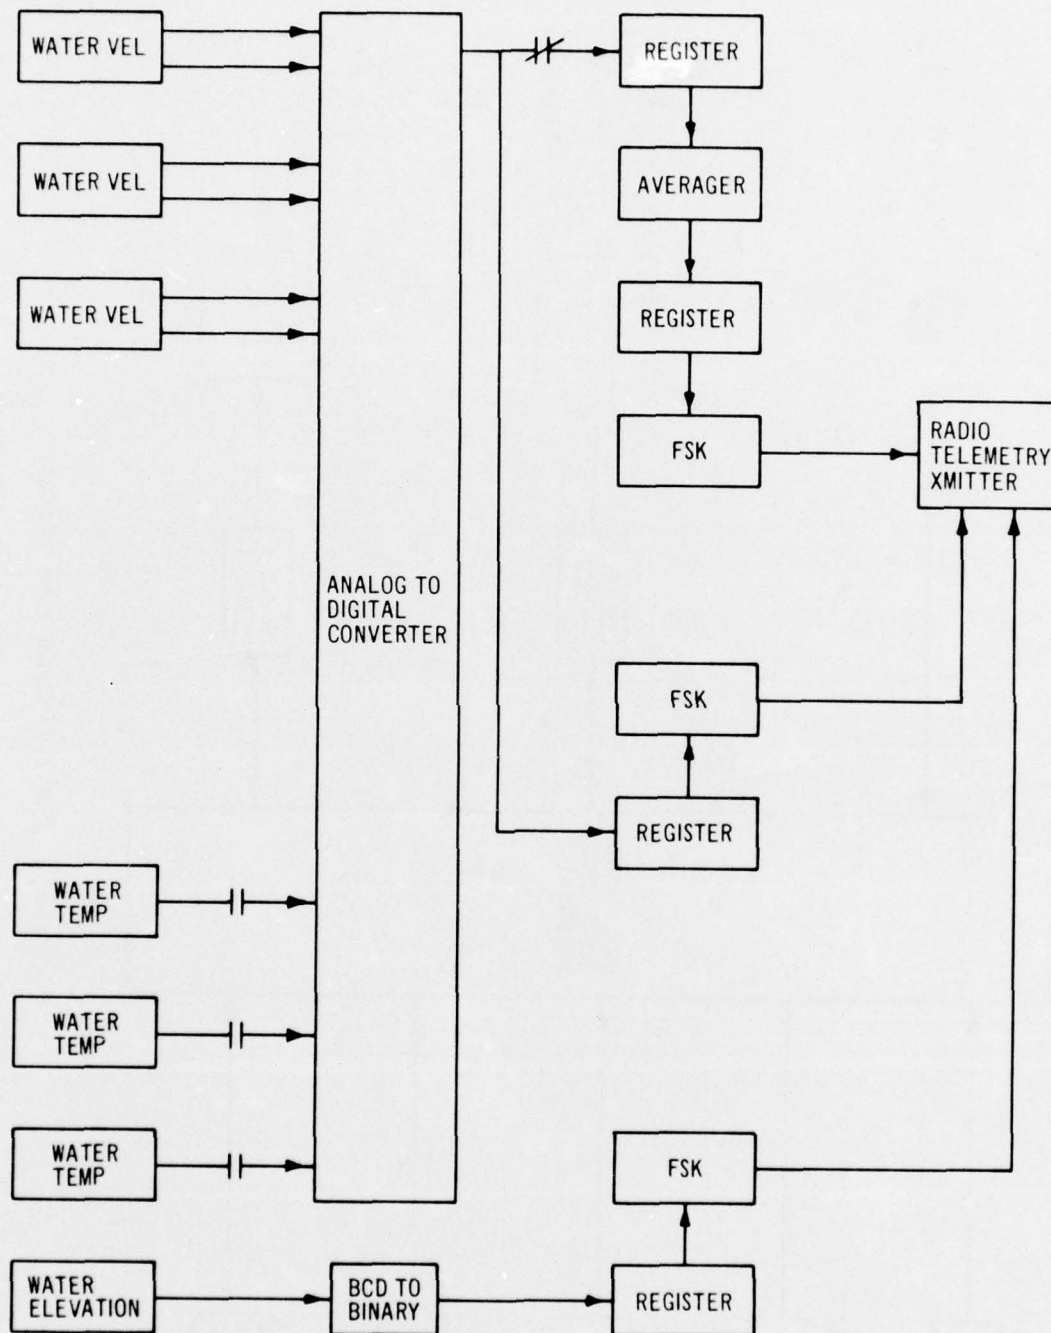 WATER VEL
REGISTER
WATER VEL
AVERAGER
WATER VEL
REGISTER
FSK
RADIO
TELEMETRY
XMITTER
ANALOG TO
DIGITAL
CONVERTER
FSK
REGISTER
WATER
TEMP
WATER
TEMP
WATER
TEMP
FSK
WATER
ELEVATION
BCD TO
BINARY
REGISTER